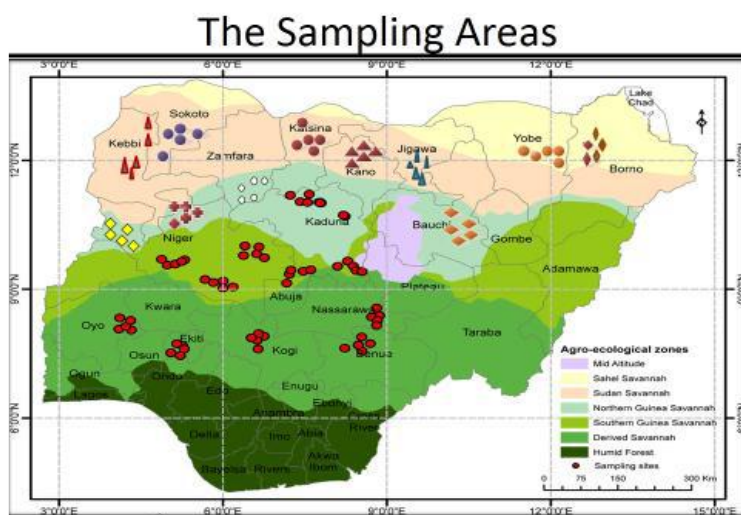 The Sampling Areas
3°0'0"E
6°0'0"E
9°0'0"E
12°0'0"E
Lake
Chad
Sokoto
Kebbi
Katsina
Zamfara
Jigawa
Kano
Yobe
Borno
12°0'0"N
Kaduna
Niger
Bauch
Gombe
Adamawa
9°0'0"N
Abuja
Plateau
Kwara
Nassarawa
Oyo
Taraba
Ekiti
Osun
Kogi
Benue
Ogun
Ondo
Lagos
Edo
Enugu
Anambra
Ebonyi
Cross
River
6°0'0"N
Delta
Imo
Abia
Bayelsa
Rivers
Akwa
Ibom
Agro-ecological zones
Mid Altitude
Sahel Savannah
Sudan Savannah
Northern Guinea Savannah
Southern Guinea Savannah
Derived Savannah
Humid Forest
Sampling sites
0 75 150 300 Km
3°0'0"E
6°0'0"E
9°0'0"E
12°0'0"E
15°0'0"E